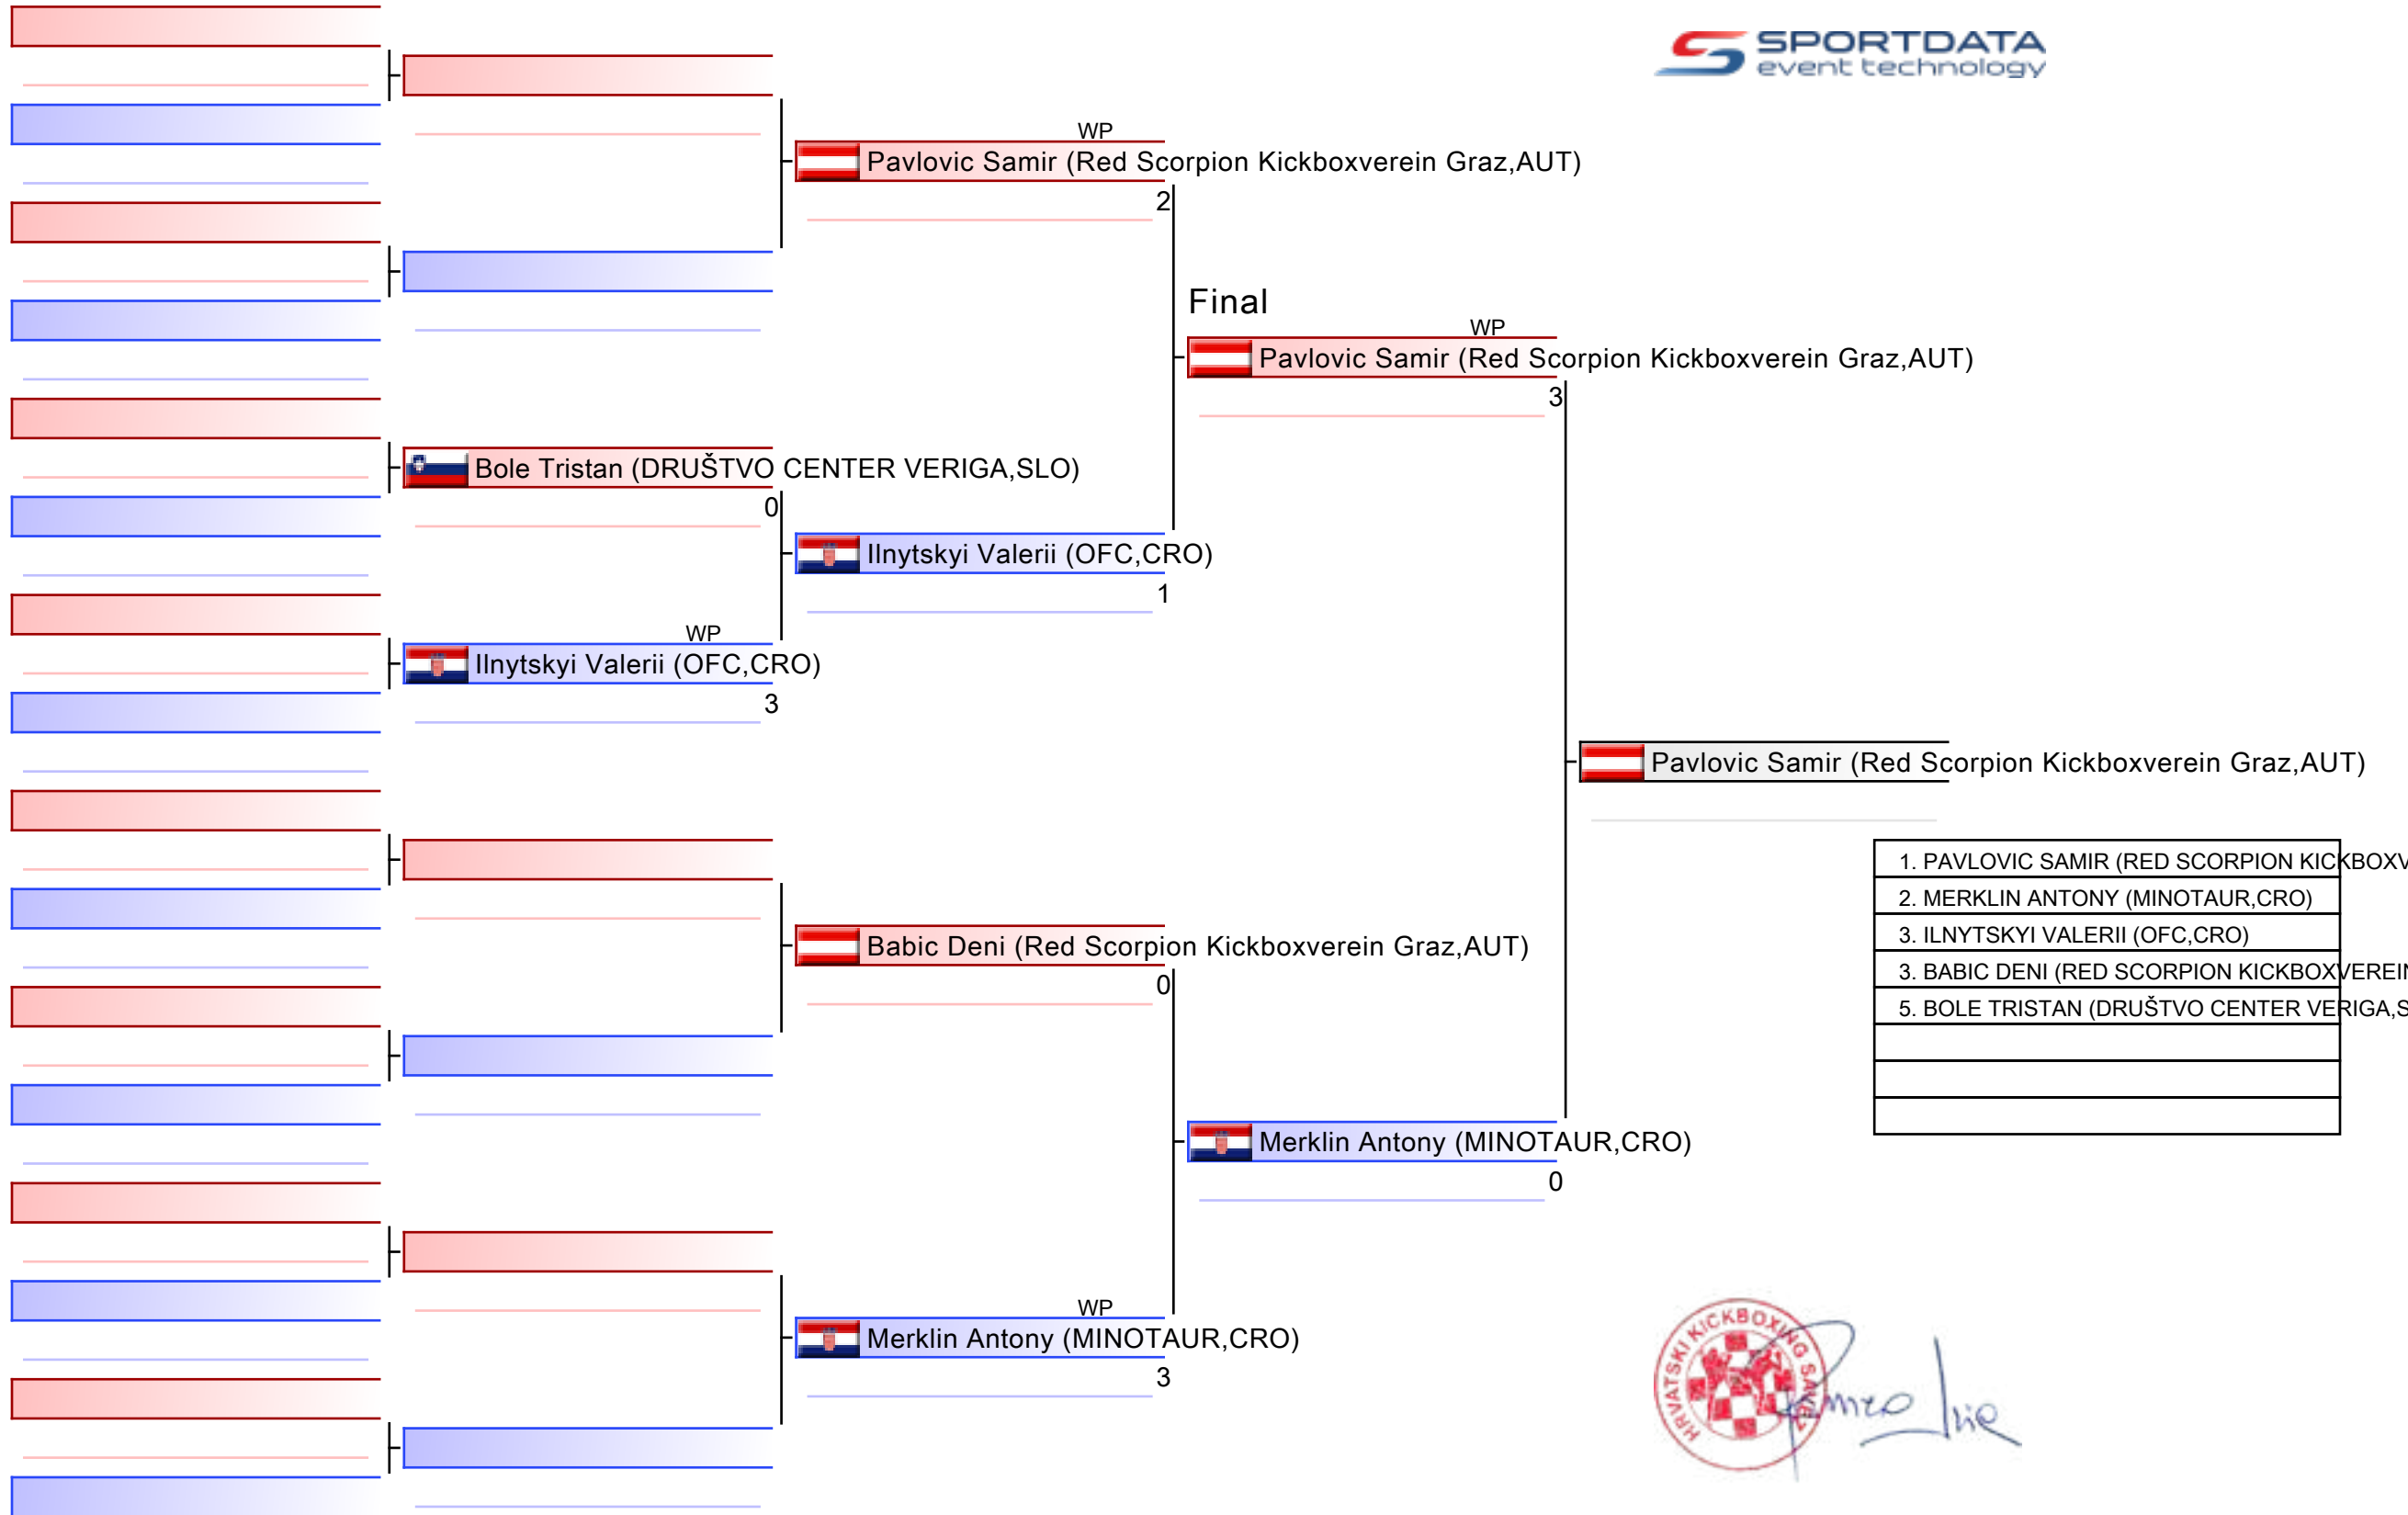 SPORTDATA
event technology
WP
Pavlovic Samir (Red Scorpion Kickboxverein Graz,AUT)
2
Final
WP
Pavlovic Samir (Red Scorpion Kickboxverein Graz,AUT)
3
Bole Tristan (DRUŠTVO CENTER VERIGA,SLO)
0
Ilnytskyi Valerii (OFC,CRO)
1
WP
Ilnytskyi Valerii (OFC,CRO)
3
Pavlovic Samir (Red Scorpion Kickboxverein Graz,AUT)
1. PAVLOVIC SAMIR (RED SCORPION KICKBOXV
2. MERKLIN ANTONY (MINOTAUR,CRO)
3. ILNYTSKYI VALERII (OFC,CRO)
3. BABIC DENI (RED SCORPION KICKBOXVEREIN
5. BOLE TRISTAN (DRUŠTVO CENTER VERIGA,S
Babic Deni (Red Scorpion Kickboxverein Graz,AUT)
0
Merklin Antony (MINOTAUR,CRO)
0
WP
Merklin Antony (MINOTAUR,CRO)
3
HRVATSKI KICKBOXING SAVEZ